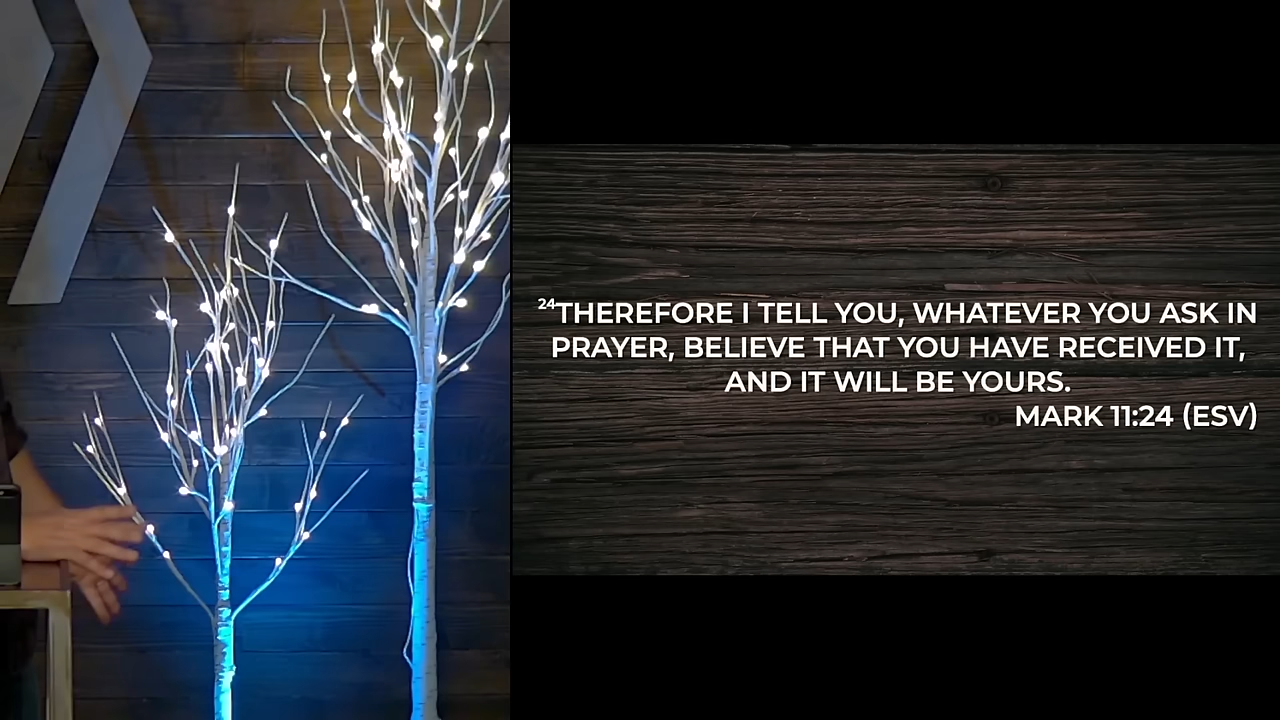 ²⁴THEREFORE I TELL YOU, WHATEVER YOU ASK IN
PRAYER, BELIEVE THAT YOU HAVE RECEIVED IT,
AND IT WILL BE YOURS.
MARK 11:24 (ESV)